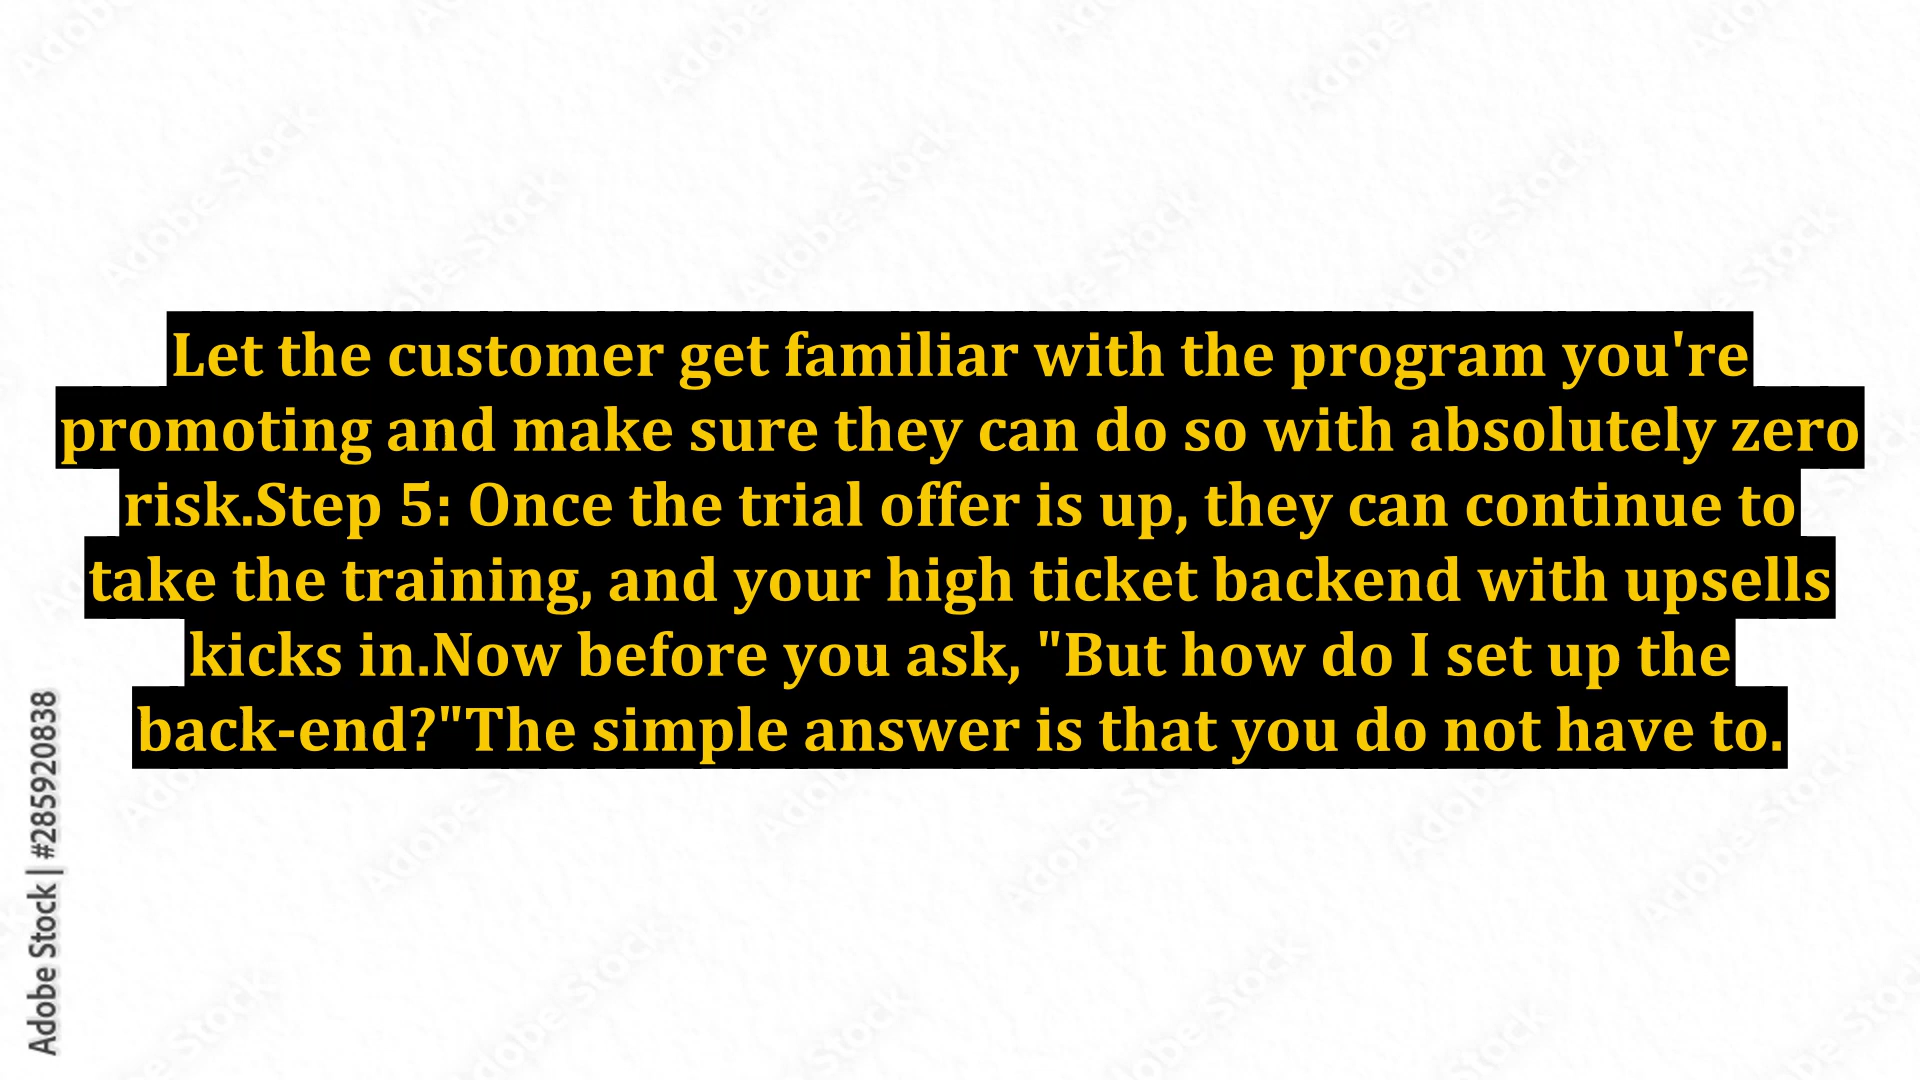 Let the customer get familiar with the program you're
promoting and make sure they can do so with absolutely zero
risk.Step 5: Once the trial offer is up, they can continue to
take the training, and your high ticket backend with upsells
kicks in.Now before you ask, "But how do I set up the
back-end?"The simple answer is that you do not have to.
Adobe Stock | #285920838